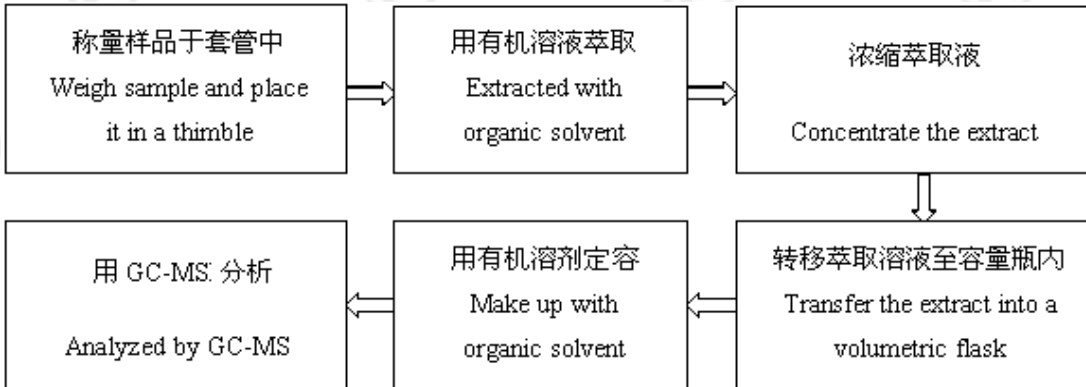 称量样品于套管中
Weigh sample and place
it in a thimble
用有机溶液萃取
Extracted with
organic solvent
浓缩萃取液
Concentrate the extract
转移萃取溶液至容量瓶内
Transfer the extract into a
volumetric flask
用有机溶剂定容
Make up with
organic solvent
用 GC-MS 分析
Analyzed by GC-MS